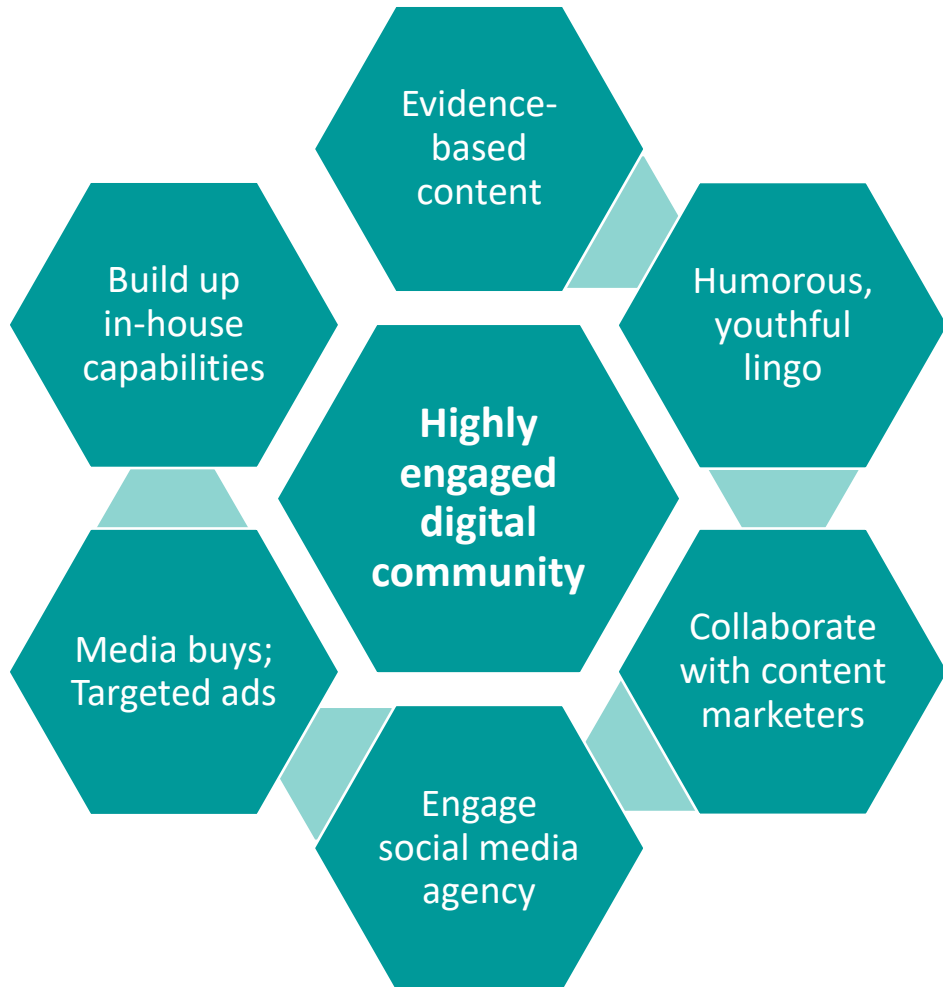 Evidence-
based
content
Humorous,
youthful
lingo
Collaborate
with content
marketers
Engage
social media
agency
Media buys;
Targeted ads
Build up
in-house
capabilities
Highly
engaged
digital
community